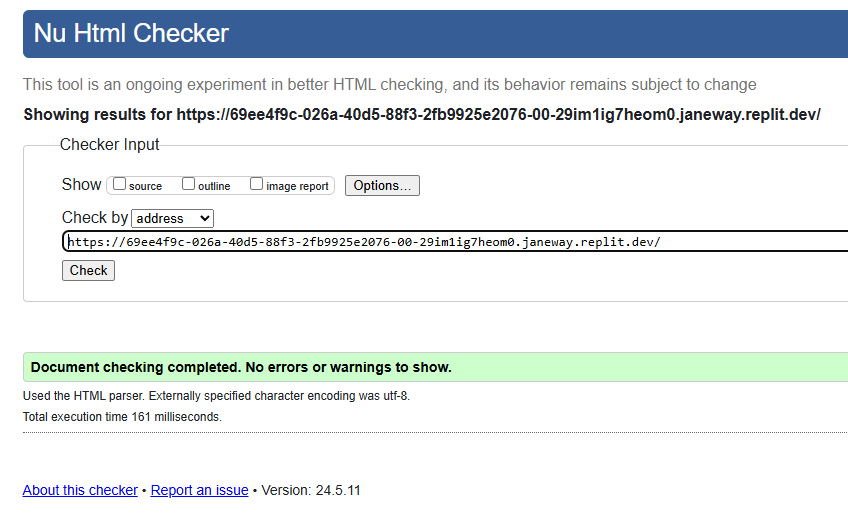 Nu Html Checker
This tool is an ongoing experiment in better HTML checking, and its behavior remains subject to change
Showing results for https://69ee4f9c-026a-40d5-88f3-2fb9925e2076-00-29im1ig7heom0.janeway.replit.dev/
Checker Input
Show source outline image report Options...
Check by address
https://69ee4f9c-026a-40d5-88f3-2fb9925e2076-00-29im1ig7heom0.janeway.replit.dev/
Check
Document checking completed. No errors or warnings to show.
Used the HTML parser. Externally specified character encoding was utf-8.
Total execution time 161 milliseconds.
About this checker • Report an issue • Version: 24.5.11